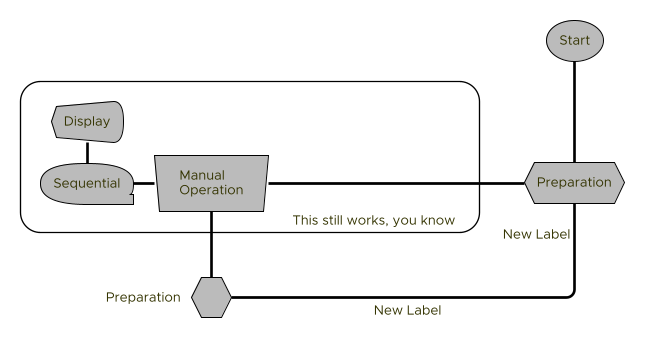 Start
Display
Sequential
Manual
Operation
Preparation
This still works, you know
New Label
Preparation
New Label